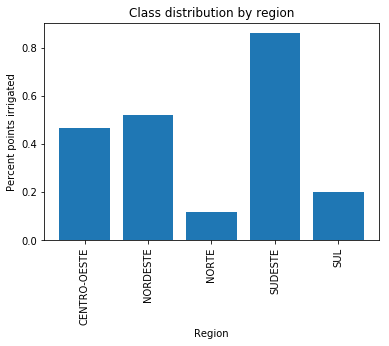 Class distribution by region
Percent points irrigated
0.8
0.6
0.4
0.2
0.0
CENTRO-OESTE
NORDESTE
NORTE
SUDESTE
SUL
Region